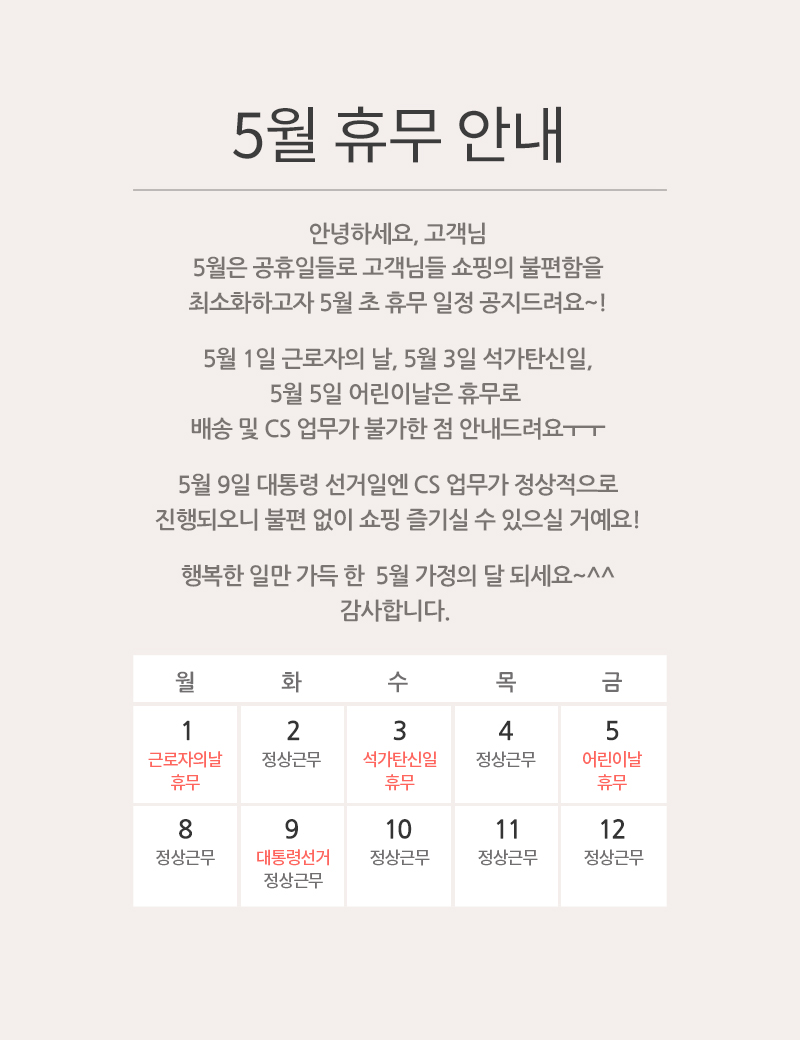 5월 휴무 안내
안녕하세요, 고객님
5월은 공휴일들로 고객님들 쇼핑의 불편함을
최소화하고자 5월 초 휴무 일정 공지드려요~!
5월 1일 근로자의 날, 5월 3일 석가탄신일,
5월 5일 어린이날은 휴무로
배송 및 CS 업무가 불가한 점 안내드려요ㅜㅜ
5월 9일 대통령 선거일엔 CS 업무가 정상적으로
진행되오니 불편 없이 쇼핑 즐기실 수 있으실 거예요!
행복한 일만 가득 한 5월 가정의 달 되세요~^^
감사합니다.
월 화 수 목 금
1 2 3 4 5
근로자의날 정상근무 석가탄신일 정상근무 어린이날
휴무 휴무 휴무
8 9 10 11 12
정상근무 대통령선거 정상근무 정상근무 정상근무
정상근무